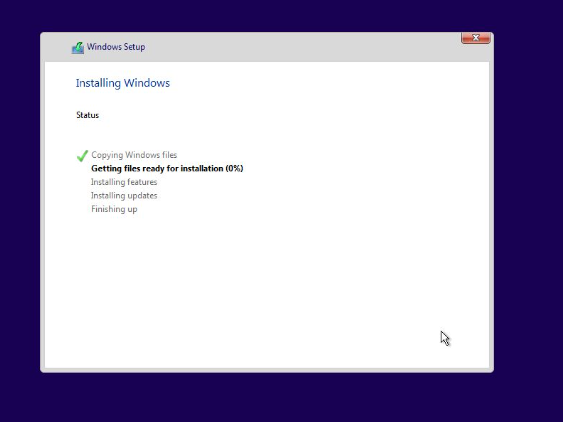 Windows Setup
Installing Windows
Status
Copying Windows files
Getting files ready for installation (0%)
Installing features
Installing updates
Finishing up